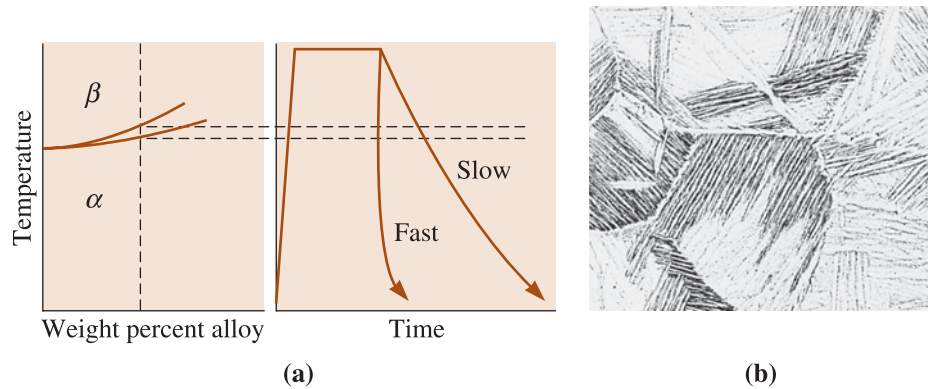 β
α
Temperature
Weight percent alloy
Slow
Fast
Time
(a)
(b)